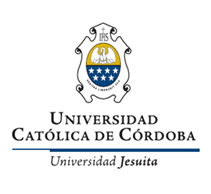 IHS
UNIVERSIDAD
CATÓLICA DE CÓRDOBA
Universidad Jesuita